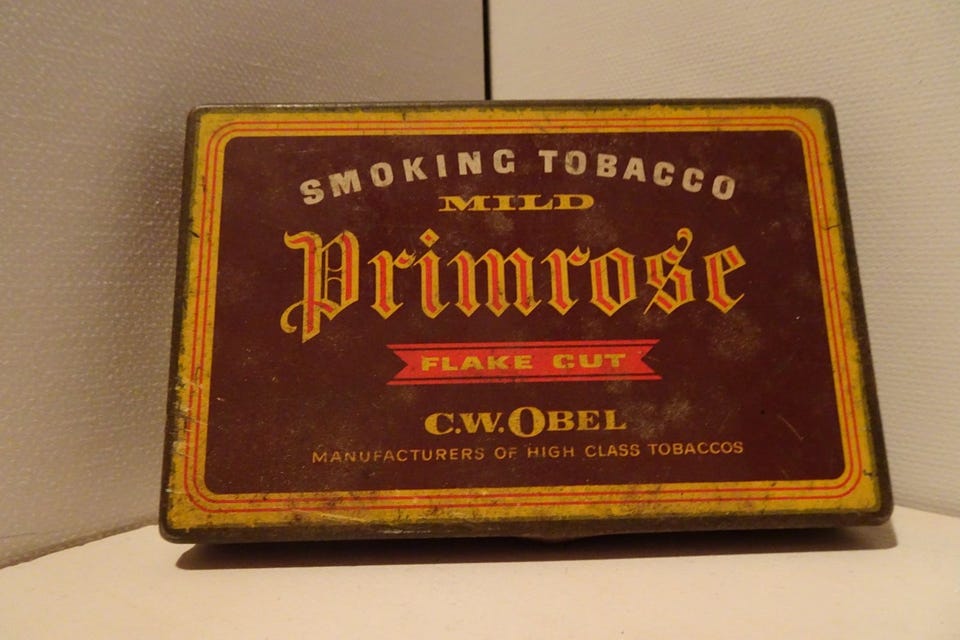 SMOKING TOBACCO
MILD
Primrose
FLAKE CUT
C.W. OBEL
MANUFACTURERS OF HIGH CLASS TOBACCOS